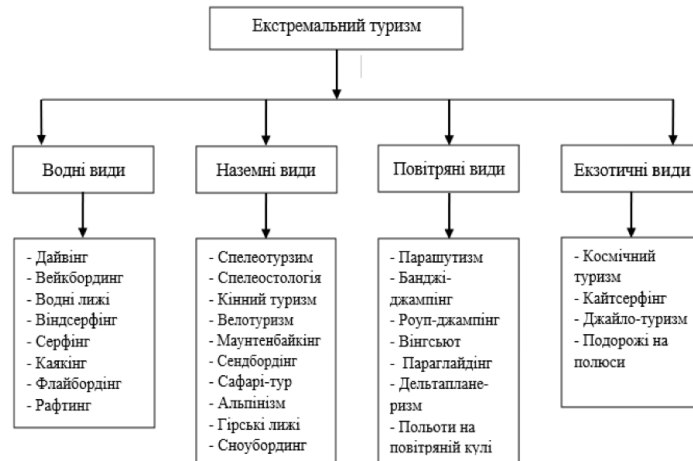 Екстремальний туризм
Водні види
Наземні види
Повітряні види
Екзотичні види
- Дайвінг
- Вейкбординг
- Водні лижі
- Віндсерфінг
- Серфінг
- Каякінг
- Флайбордінг
- Рафтинг
- Спелеотурзим
- Спелеостологія
- Кінний туризм
- Велотуризм
- Маунтенбайкінг
- Сендбордінг
- Сафарі-тур
- Альпінізм
- Гірські лижі
- Сноубординг
- Парашутизм
- Банджі-
джампінг
- Роуп-джампінг
- Вінгсьют
- Параглайдінг
- Дельтаплане-
ризм
- Польоти на
повітряній кулі
- Космічний
туризм
- Кайтсерфінг
- Джайло-туризм
- Подорожі на
полюси